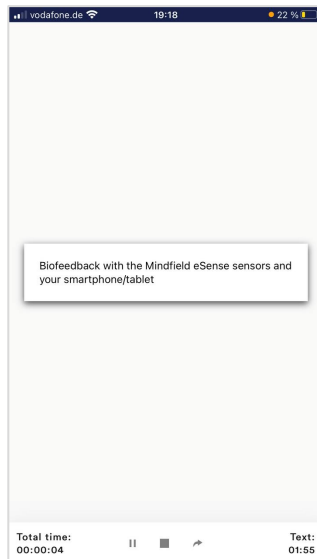 vodafone.de 19:18 22 %
Biofeedback with the Mindfield eSense sensors and
your smartphone/tablet
Total time: Text:
00:00:04 01:55